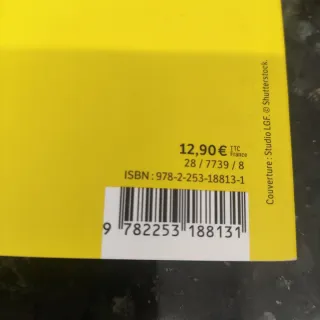 12,90 € TTC
France
28 / 7739 / 8
ISBN : 978-2-253-18813-1
9 782253 188131
Couverture : Studio LGF. © Shutterstock.